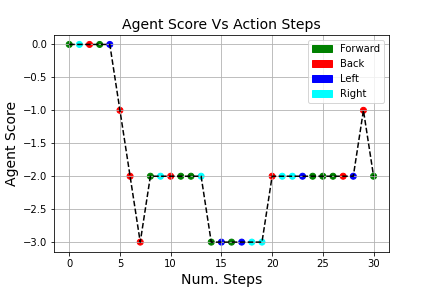 Agent Score Vs Action Steps
0.0
−0.5
−1.0
−1.5
−2.0
−2.5
−3.0
Agent Score
Forward
Back
Left
Right
0 5 10 15 20 25 30
Num. Steps